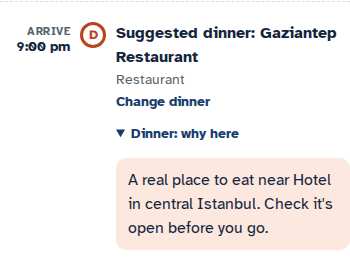 ARRIVE
9:00 pm
D
Suggested dinner: Gaziantep
Restaurant
Restaurant
Change dinner
▼ Dinner: why here
A real place to eat near Hotel
in central Istanbul. Check it's
open before you go.